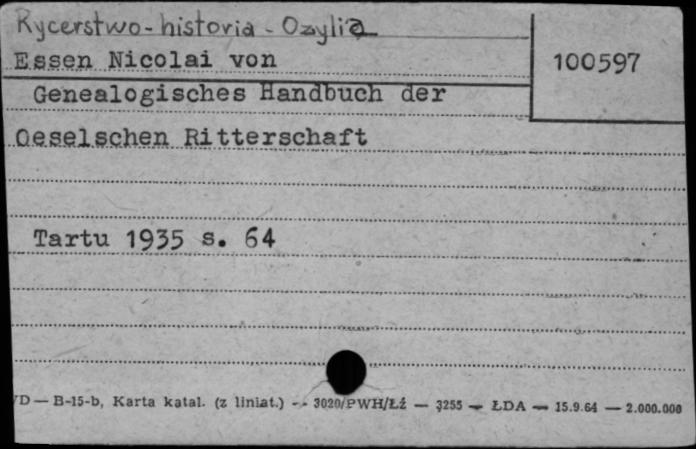 Rycerstwo-historia - Ozylia
Essen Nicolai von
100597
Genealogisches Handbuch der
Oeselschen Ritterschaft
Tartu 1935 s. 64
D — B-15-b, Karta katal. (z liniat.) -- 3020/PWH/Łź — 3255 — ŁDA — 15.9.64 — 2.000.000